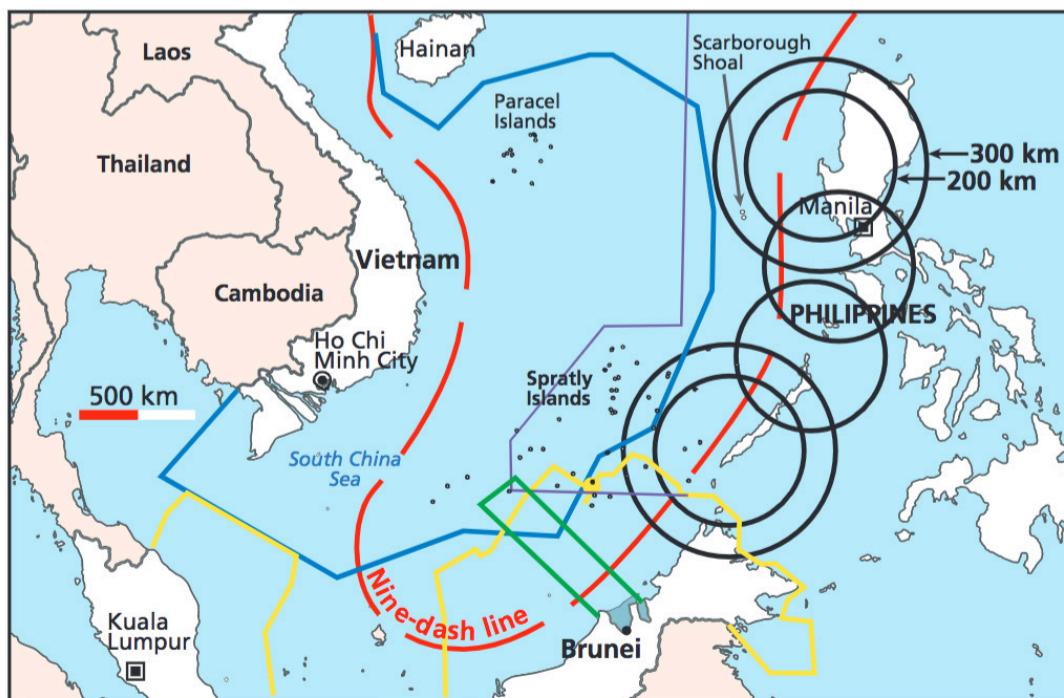 Laos
Hainan
Scarborough
Shoal
Paracel
Islands
Thailand
300 km
200 km
Manila
Vietnam
Cambodia
PHILIPPINES
Ho Chi
Minh City
500 km
Spratly
Islands
South China
Sea
Nine-dash line
Kuala
Lumpur
Brunei